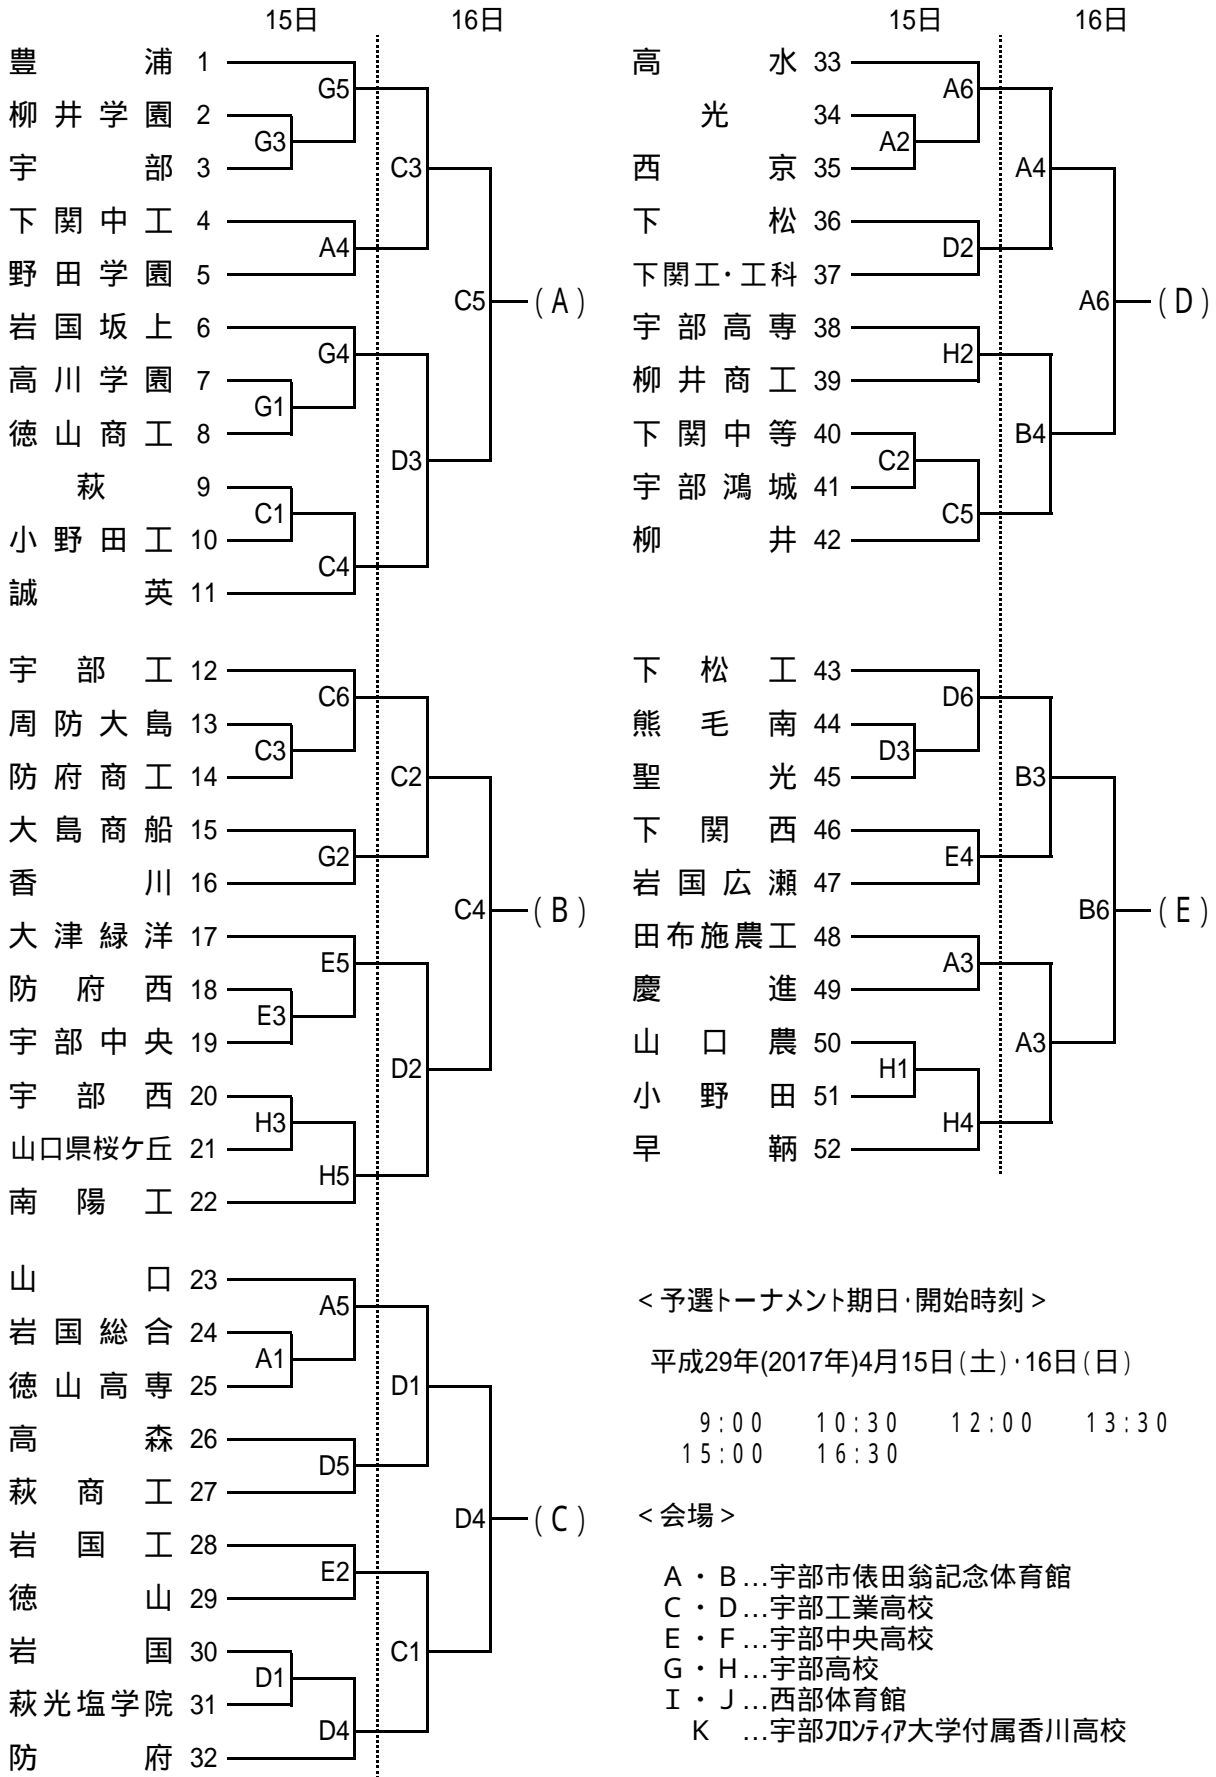 15日 16日
豊浦 1
G5
柳井学園 2
G3
宇部 3
C3
下関中工 4
A4
野田学園 5
C5 (A)
岩国坂上 6
G4
高川学園 7
G1
徳山商工 8
D3
萩 9
C1
小野田工 10
C4
誠英 11
宇部工 12
C6
周防大島 13
C3
防府商工 14
C2
大島商船 15
G2
香川 16
C4 (B)
大津緑洋 17
E5
防府西 18
E3
宇部中央 19
D2
宇部西 20
H3
山口県桜ケ丘 21
H5
南陽工 22
山口 23
A5
岩国総合 24
A1
徳山高専 25
D1
高森 26
D5
萩商工 27
D4 (C)
岩国工 28
E2
徳山 29
岩国 30
C1
D1
萩光塩学院 31
D4
防府 32
15日 16日
高水 33
A6
光 34
A2
西京 35
A4
下松 36
D2
下関工・工科 37
A6 (D)
宇部高専 38
H2
柳井商工 39
下関中等 40
B4
C2
宇部鴻城 41
C5
柳井 42
下松工 43
D6
熊毛南 44
D3
聖光 45
B3
下関西 46
E4
岩国広瀬 47
B6 (E)
田布施農工 48
A3
慶進 49
山口農 50
A3
H1
小野田 51
H4
早鞆 52
<予選トーナメント期日・開始時刻>
平成29年(2017年)4月15日(土)・16日(日)
9:00 10:30 12:00 13:30
15:00 16:30
<会場>
A・B…宇部市俵田翁記念体育館
C・D…宇部工業高校
E・F…宇部中央高校
G・H…宇部高校
I・J…西部体育館
K …宇部フロンティア大学付属香川高校